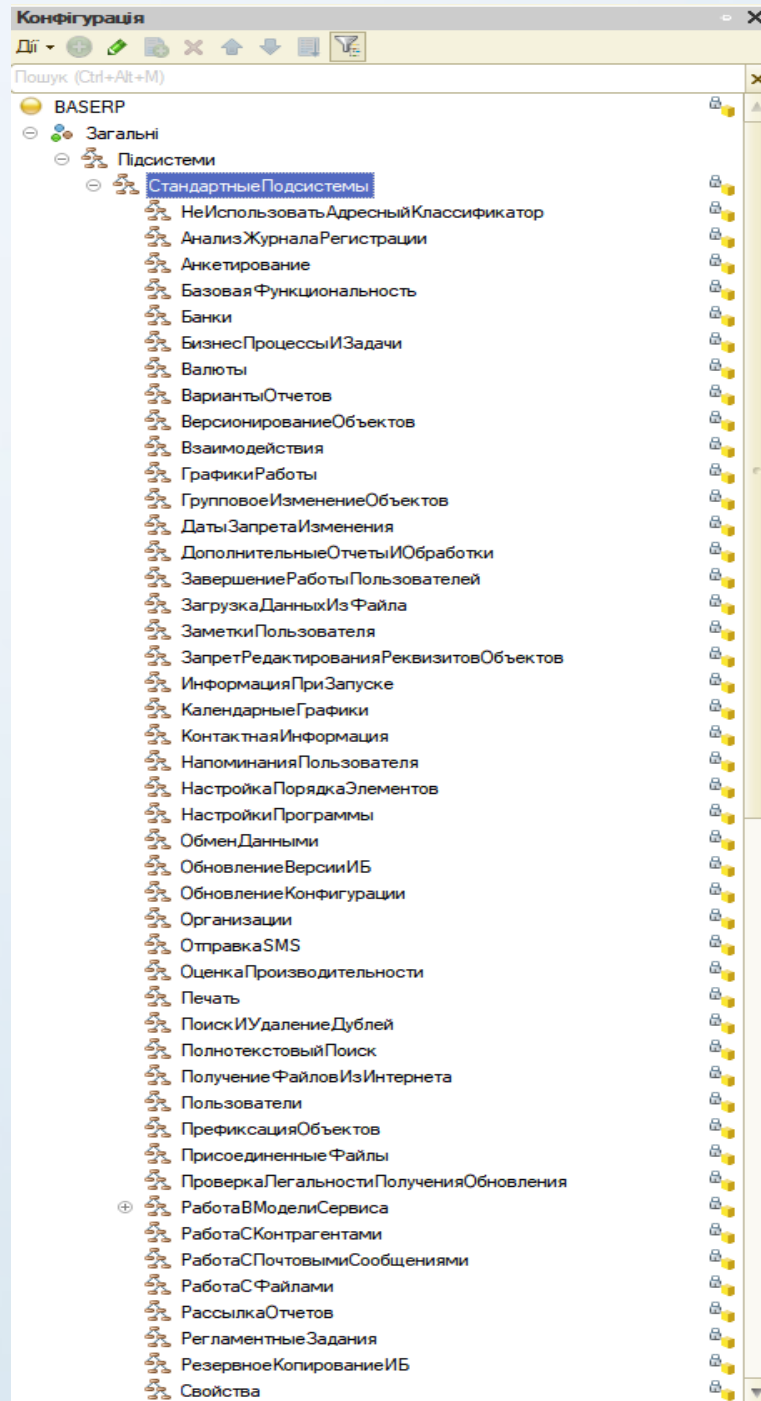 Конфігурація
Дії
Пошук (Ctrl+Alt+M)
BASERP
Загальні
Підсистеми
СтандартныеПодсистемы
НеИспользоватьАдресныйКлассификатор
АнализЖурналаРегистрации
Анкетирование
БазоваяФункциональность
Банки
БизнесПроцессыИЗадачи
Валюты
ВариантыОтчетов
ВерсионированиеОбъектов
Взаимодействия
ГрафикиРаботы
ГрупповоеИзменениеОбъектов
ДатыЗапретаИзменения
ДополнительныеОтчетыИОбработки
ЗавершениеРаботыПользователей
ЗагрузкаДанныхИзФайла
ЗаметкиПользователя
ЗапретРедактированияРеквизитовОбъектов
ИнформацияПриЗапуске
КалендарныеГрафики
КонтактнаяИнформация
НапоминанияПользователя
НастройкаПорядкаЭлементов
НастройкиПрограммы
ОбменДанными
ОбновлениеВерсииИБ
ОбновлениеКонфигурации
Организации
ОтправкаSMS
ОценкаПроизводительности
Печать
ПоискИУдалениеДублей
ПолнотекстовыйПоиск
ПолучениеФайловИзИнтернета
Пользователи
ПрефиксацияОбъектов
ПрисоединенныеФайлы
ПроверкаЛегальностиПолученияОбновления
РаботаВМоделиСервиса
РаботаСКонтрагентами
РаботаСПочтовымиСообщениями
РаботаСФайлами
РассылкаОтчетов
РегламентныеЗадания
РезервноеКопированиеИБ
Свойства